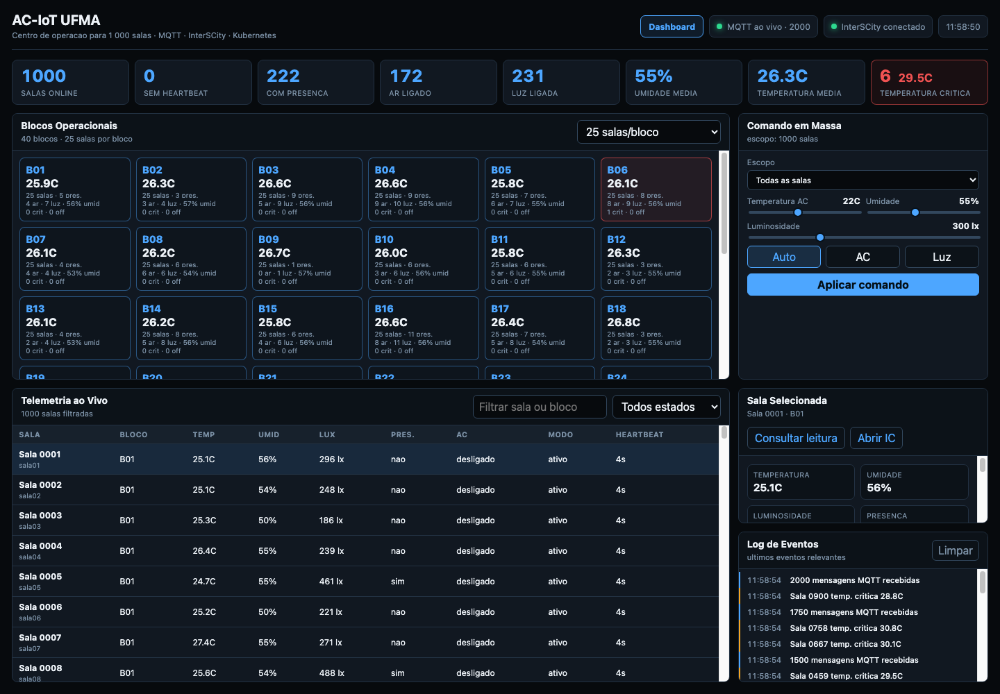 AC-IoT UFMA
Centro de operacao para 1 000 salas · MQTT · InterSCity · Kubernetes
Dashboard
MQTT ao vivo · 2000
InterSCity conectado
11:58:50
1000
SALAS ONLINE
0
SEM HEARTBEAT
222
COM PRESENCA
172
AR LIGADO
231
LUZ LIGADA
55%
UMIDADE MEDIA
26.3C
TEMPERATURA MEDIA
6 29.5C
TEMPERATURA CRITICA
Blocos Operacionais
40 blocos · 25 salas por bloco
25 salas/bloco
B01
25.9C
25 salas · 5 pres.
4 ar · 7 luz · 56% umid
0 crit · 0 off
B02
26.3C
25 salas · 3 pres.
3 ar · 4 luz · 57% umid
0 crit · 0 off
B03
26.6C
25 salas · 9 pres.
5 ar · 9 luz · 56% umid
0 crit · 0 off
B04
26.6C
25 salas · 9 pres.
9 ar · 10 luz · 56% umid
0 crit · 0 off
B05
25.8C
25 salas · 7 pres.
6 ar · 7 luz · 55% umid
0 crit · 0 off
B06
26.1C
25 salas · 8 pres.
8 ar · 9 luz · 56% umid
1 crit · 0 off
B07
26.1C
25 salas · 4 pres.
4 ar · 4 luz · 53% umid
0 crit · 0 off
B08
26.2C
25 salas · 6 pres.
6 ar · 6 luz · 54% umid
0 crit · 0 off
B09
26.7C
25 salas · 1 pres.
0 ar · 1 luz · 57% umid
0 crit · 0 off
B10
26.0C
25 salas · 6 pres.
3 ar · 6 luz · 56% umid
0 crit · 0 off
B11
25.8C
25 salas · 6 pres.
5 ar · 6 luz · 55% umid
0 crit · 0 off
B12
26.3C
25 salas · 3 pres.
2 ar · 3 luz · 55% umid
0 crit · 0 off
B13
26.1C
25 salas · 4 pres.
2 ar · 4 luz · 53% umid
0 crit · 0 off
B14
26.2C
25 salas · 8 pres.
5 ar · 8 luz · 56% umid
0 crit · 0 off
B15
25.8C
25 salas · 6 pres.
4 ar · 6 luz · 56% umid
0 crit · 0 off
B16
26.6C
25 salas · 11 pres.
8 ar · 11 luz · 56% umid
0 crit · 0 off
B17
26.4C
25 salas · 7 pres.
5 ar · 8 luz · 54% umid
0 crit · 0 off
B18
26.8C
25 salas · 3 pres.
2 ar · 3 luz · 55% umid
0 crit · 0 off
B19
B20
B21
B22
B23
B24
Comando em Massa
escopo: 1000 salas
Escopo
Todas as salas
Temperatura AC 22C
Umidade 55%
Luminosidade 300 lx
Auto
AC
Luz
Aplicar comando
Telemetria ao Vivo
1000 salas filtradas
Filtrar sala ou bloco
Todos estados
SALA BLOCO TEMP UMID LUX PRES. AC MODO HEARTBEAT
Sala 0001 B01 25.1C 56% 296 lx nao desligado ativo 4s
sala01
Sala 0002 B01 25.1C 54% 248 lx nao desligado ativo 4s
sala02
Sala 0003 B01 25.3C 50% 186 lx nao desligado ativo 4s
sala03
Sala 0004 B01 26.4C 55% 239 lx nao desligado ativo 4s
sala04
Sala 0005 B01 24.7C 55% 461 lx sim desligado ativo 4s
sala05
Sala 0006 B01 25.2C 50% 221 lx nao desligado ativo 4s
sala06
Sala 0007 B01 27.4C 55% 271 lx nao desligado ativo 4s
sala07
Sala 0008 B01 25.6C 54% 488 lx sim desligado ativo 4s
sala08
Sala Selecionada
Sala 0001 · B01
Consultar leitura
Abrir IC
TEMPERATURA
25.1C
UMIDADE
56%
LUMINOSIDADE
PRESENCA
Log de Eventos
ultimos eventos relevantes
Limpar
11:58:54 2000 mensagens MQTT recebidas
11:58:54 Sala 0900 temp. critica 28.8C
11:58:54 1750 mensagens MQTT recebidas
11:58:54 Sala 0758 temp. critica 30.8C
11:58:54 Sala 0667 temp. critica 30.1C
11:58:54 1500 mensagens MQTT recebidas
11:58:54 Sala 0459 temp. critica 29.5C